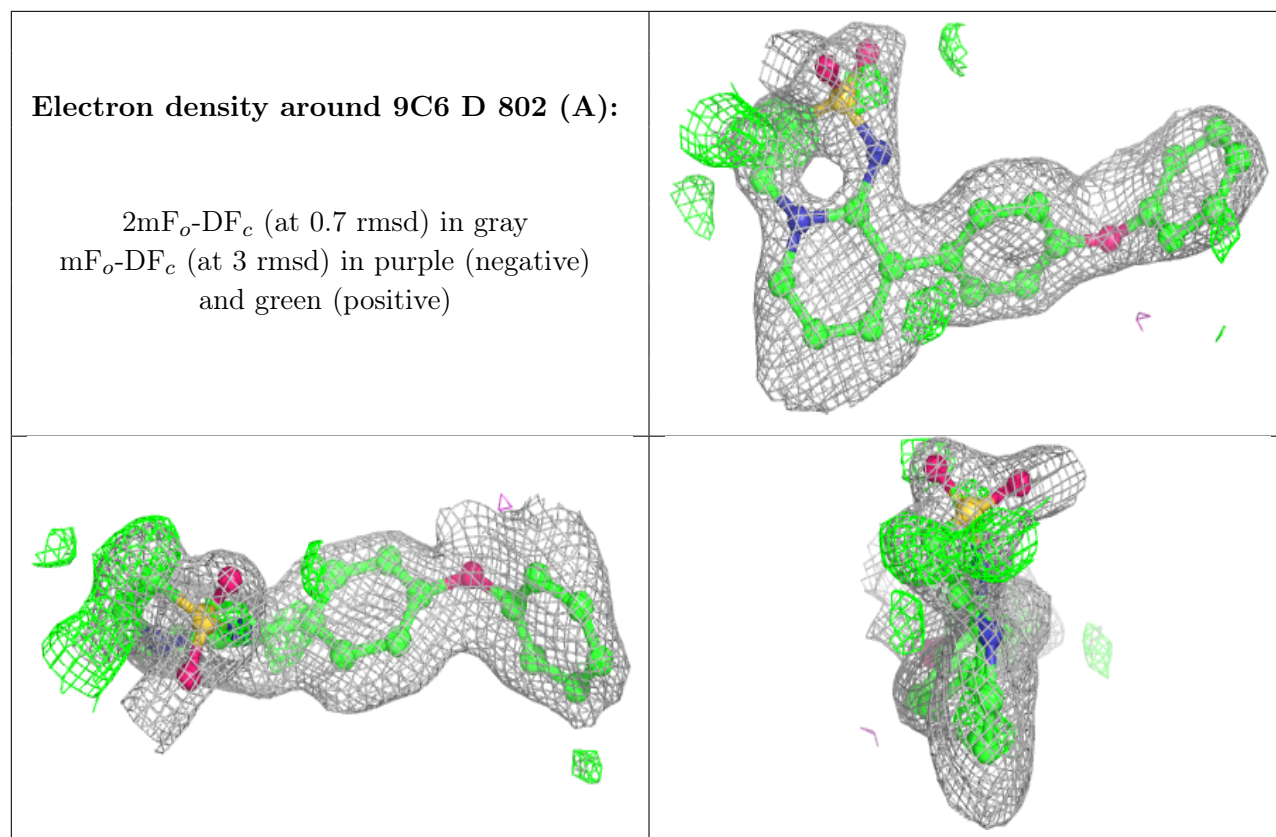 Electron density around 9C6 D 802 (A):
2mFo-DFc (at 0.7 rmsd) in gray
mFo-DFc (at 3 rmsd) in purple (negative)
and green (positive)